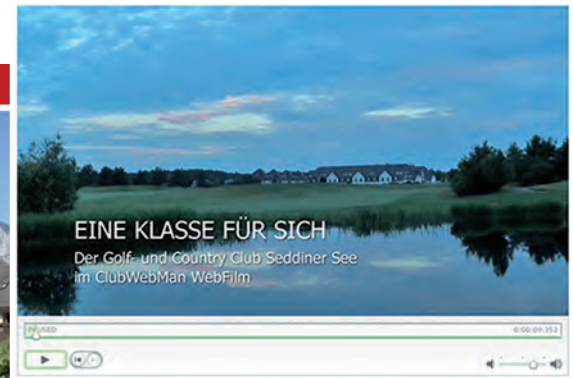 EINE KLASSE FÜR SICH
Der Golf- und Country Club Seddiner See
im ClubWebMan WebFilm
PAUSED
0:00:09.352